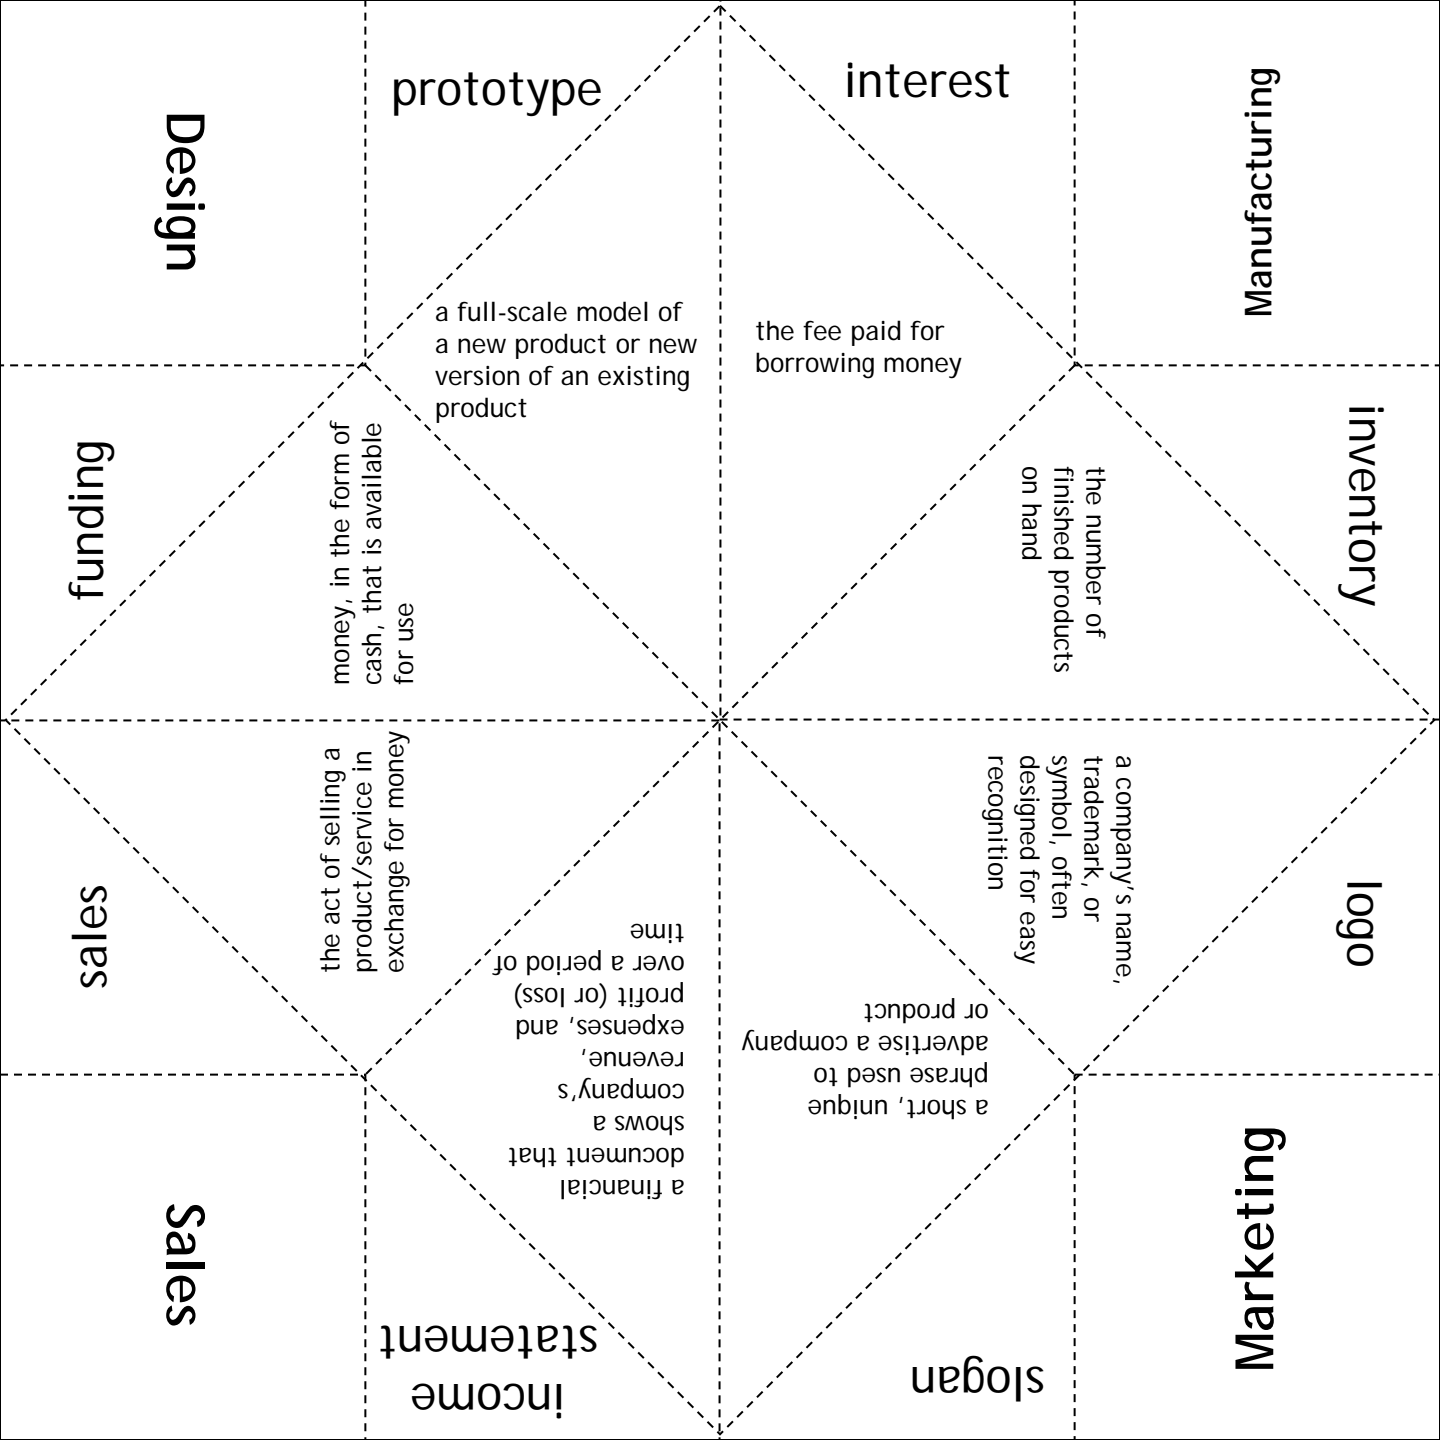 Design
prototype
interest
Manufacturing
a full-scale model of
a new product or new
version of an existing
product
the fee paid for
borrowing money
funding
money, in the form of
cash, that is available
for use
the number of
finished products
on hand
inventory
sales
the act of selling a
product/service in
exchange for money
a company's name,
trademark, or
symbol, often
designed for easy
recognition
logo
a financial
document that
shows a
company's
revenue,
expenses, and
profit (or loss)
over a period of
time
a short, unique
phrase used to
advertise a company
or product
Sales
income
statement
slogan
Marketing